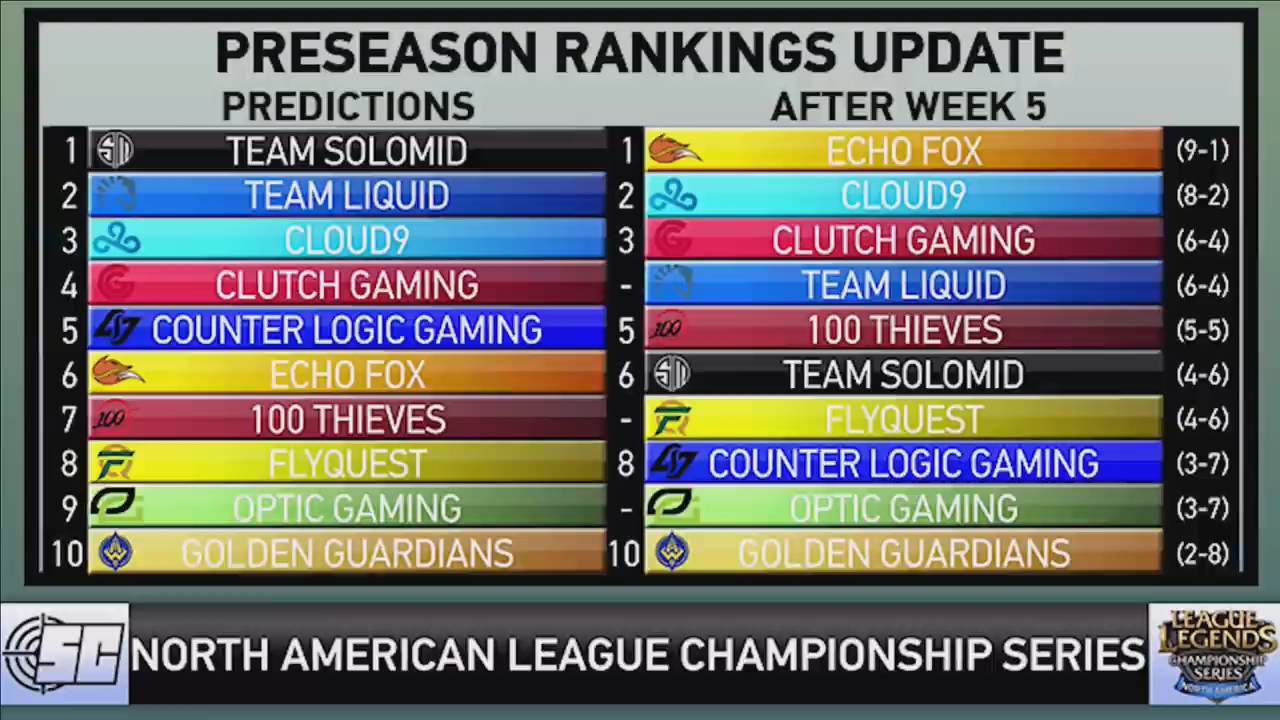 PRESEASON RANKINGS UPDATE
PREDICTIONS
1 TEAM SOLOMID
2 TEAM LIQUID
3 CLOUD9
4 CLUTCH GAMING
5 COUNTER LOGIC GAMING
6 ECHO FOX
7 100 100 THIEVES
8 FLYQUEST
9 OPTIC GAMING
10 GOLDEN GUARDIANS
AFTER WEEK 5
1 ECHO FOX (9-1)
2 CLOUD9 (8-2)
3 CLUTCH GAMING (6-4)
- TEAM LIQUID (6-4)
5 100 100 THIEVES (5-5)
6 TEAM SOLOMID (4-6)
- FLYQUEST (4-6)
8 COUNTER LOGIC GAMING (3-7)
- OPTIC GAMING (3-7)
10 GOLDEN GUARDIANS (2-8)
SC
NORTH AMERICAN LEAGUE CHAMPIONSHIP SERIES
LEAGUE
LEGENDS
CHAMPIONSHIP
SERIES
NORTH AMERICA